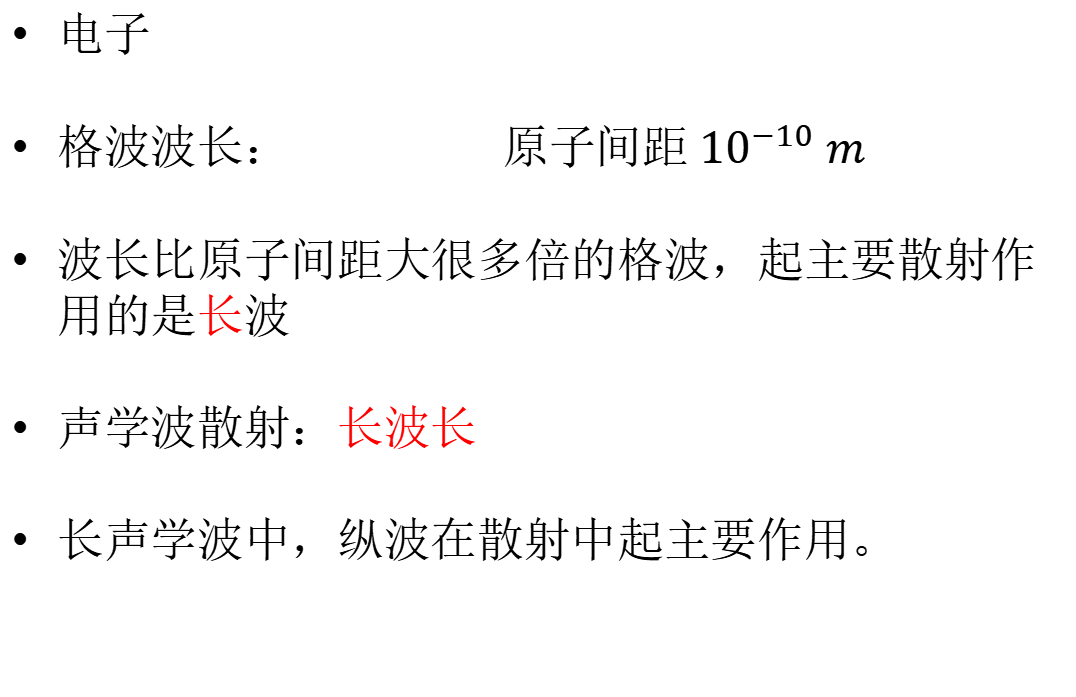 • 电子
• 格波波长： 原子间距 10⁻¹⁰ m
• 波长比原子间距大很多倍的格波，起主要散射作
用的是长波
• 声学波散射：长波长
• 长声学波中，纵波在散射中起主要作用。